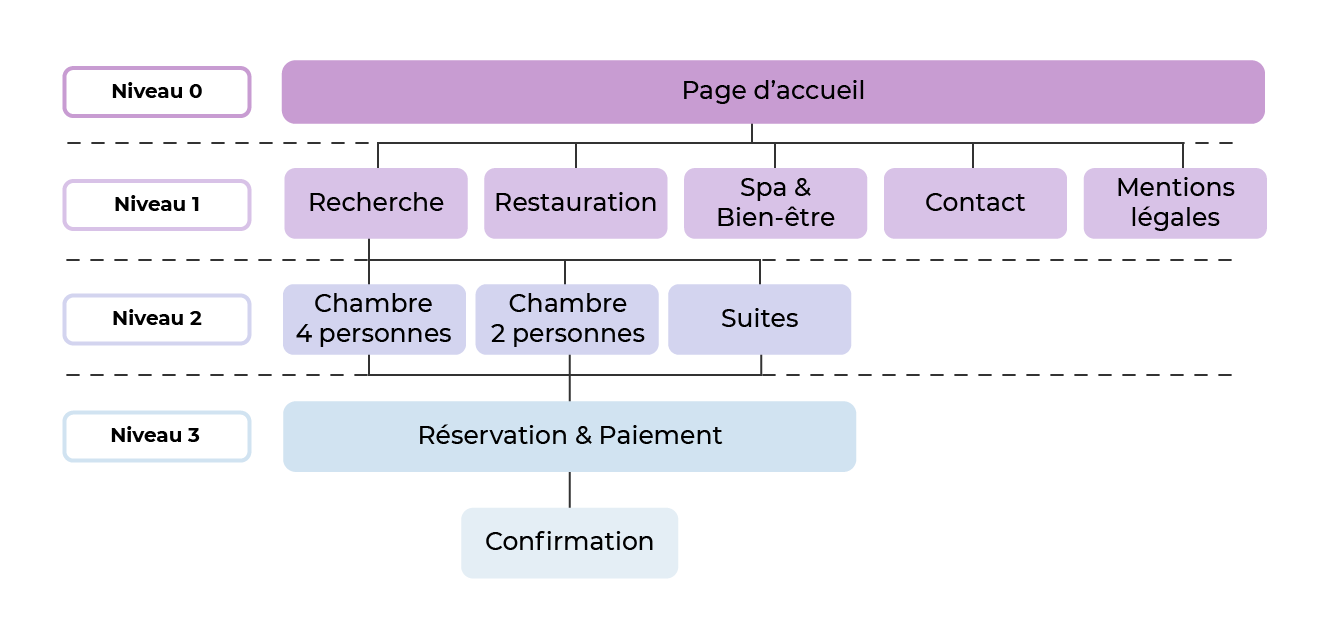 Niveau 0
Page d’accueil
Niveau 1
Recherche
Restauration
Spa &
Bien-être
Contact
Mentions
légales
Niveau 2
Chambre
4 personnes
Chambre
2 personnes
Suites
Niveau 3
Réservation & Paiement
Confirmation